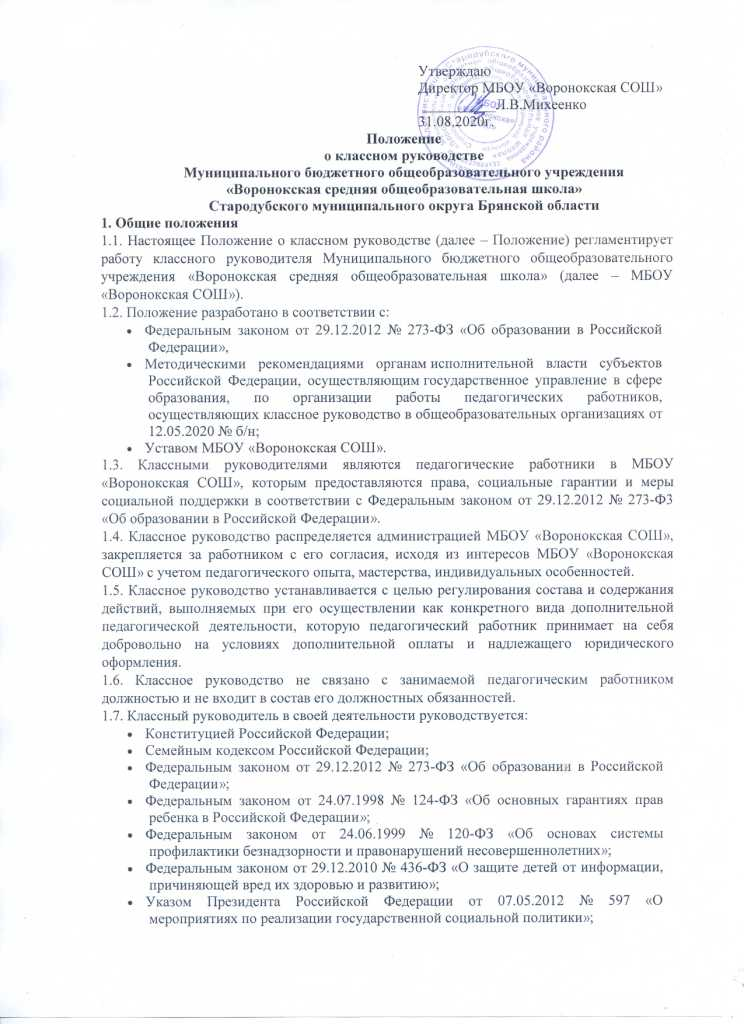 Утверждаю
Директор МБОУ «Воронокская СОШ»
Л.В.Михеенко
31.08.2020г.
Положение
о классном руководстве
Муниципального бюджетного общеобразовательного учреждения
«Воронокская средняя общеобразовательная школа»
Стародубского муниципального округа Брянской области
1. Общие положения
1.1. Настоящее Положение о классном руководстве (далее – Положение) регламентирует
работу классного руководителя Муниципального бюджетного общеобразовательного
учреждения «Воронокская средняя общеобразовательная школа» (далее – МБОУ
«Воронокская СОШ»).
1.2. Положение разработано в соответствии с:
• Федеральным законом от 29.12.2012 № 273-ФЗ «Об образовании в Российской
Федерации»,
• Методическими рекомендациями органам исполнительной власти субъектов
Российской Федерации, осуществляющим государственное управление в сфере
образования, по организации работы педагогических работников,
осуществляющих классное руководство в общеобразовательных организациях от
12.05.2020 № б/н;
• Уставом МБОУ «Воронокская СОШ».
1.3. Классными руководителями являются педагогические работники в МБОУ
«Воронокская СОШ», которым предоставляются права, социальные гарантии и меры
социальной поддержки в соответствии с Федеральным законом от 29.12.2012 № 273-ФЗ
«Об образовании в Российской Федерации».
1.4. Классное руководство распределяется администрацией МБОУ «Воронокская СОШ»,
закрепляется за работником с его согласия, исходя из интересов МБОУ «Воронокская
СОШ» с учетом педагогического опыта, мастерства, индивидуальных особенностей.
1.5. Классное руководство устанавливается с целью регулирования состава и содержания
действий, выполняемых при его осуществлении как конкретного вида дополнительной
педагогической деятельности, которую педагогический работник принимает на себя
добровольно на условиях дополнительной оплаты и надлежащего юридического
оформления.
1.6. Классное руководство не связано с занимаемой педагогическим работником
должностью и не входит в состав его должностных обязанностей.
1.7. Классный руководитель в своей деятельности руководствуется:
• Конституцией Российской Федерации;
• Семейным кодексом Российской Федерации;
• Федеральным законом от 29.12.2012 № 273-ФЗ «Об образовании в Российской
Федерации»;
• Федеральным законом от 24.07.1998 № 124-ФЗ «Об основных гарантиях прав
ребенка в Российской Федерации»;
• Федеральным законом от 24.06.1999 № 120-ФЗ «Об основах системы
профилактики безнадзорности и правонарушений несовершеннолетних»;
• Федеральным законом от 29.12.2010 № 436-ФЗ «О защите детей от информации,
причиняющей вред их здоровью и развитию»;
• Указом Президента Российской Федерации от 07.05.2012 № 597 «О
мероприятиях по реализации государственной социальной политики»;